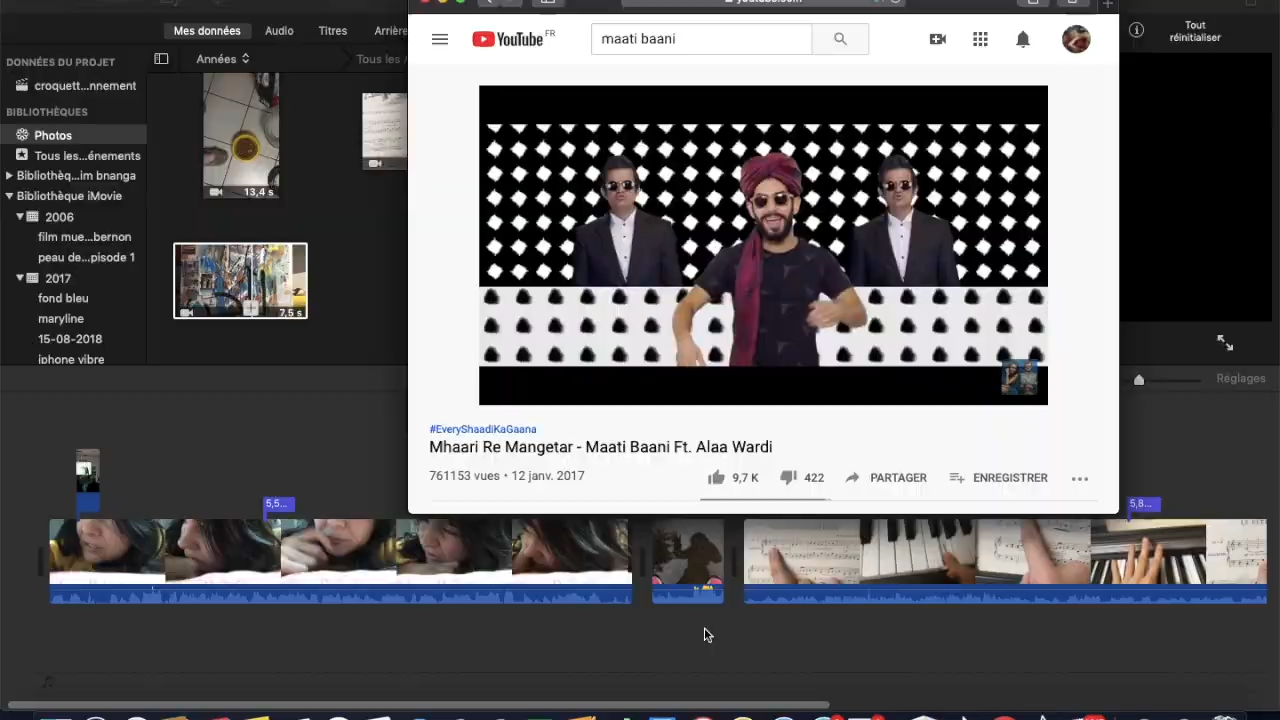 youtube.com
Mes données
Audio
Titres
Arrière
YouTube FR
maati baani
Tout
réinitialiser
DONNÉES DU PROJET
Années
Tous les
croquett...nnement
BIBLIOTHÈQUES
Photos
Tous les...énements
Bibliothèq...im bnanga
13,4 s
Bibliothèque iMovie
2006
film mue...bernon
peau de...pisode 1
2017
fond bleu
7,5 s
maryline
15-08-2018
iphone vibre
Réglages
#EveryShaadiKaGaana
Mhaari Re Mangetar - Maati Baani Ft. Alaa Wardi
761153 vues • 12 janv. 2017
9,7 K
422
PARTAGER
ENREGISTRER
5,5...
5,8...